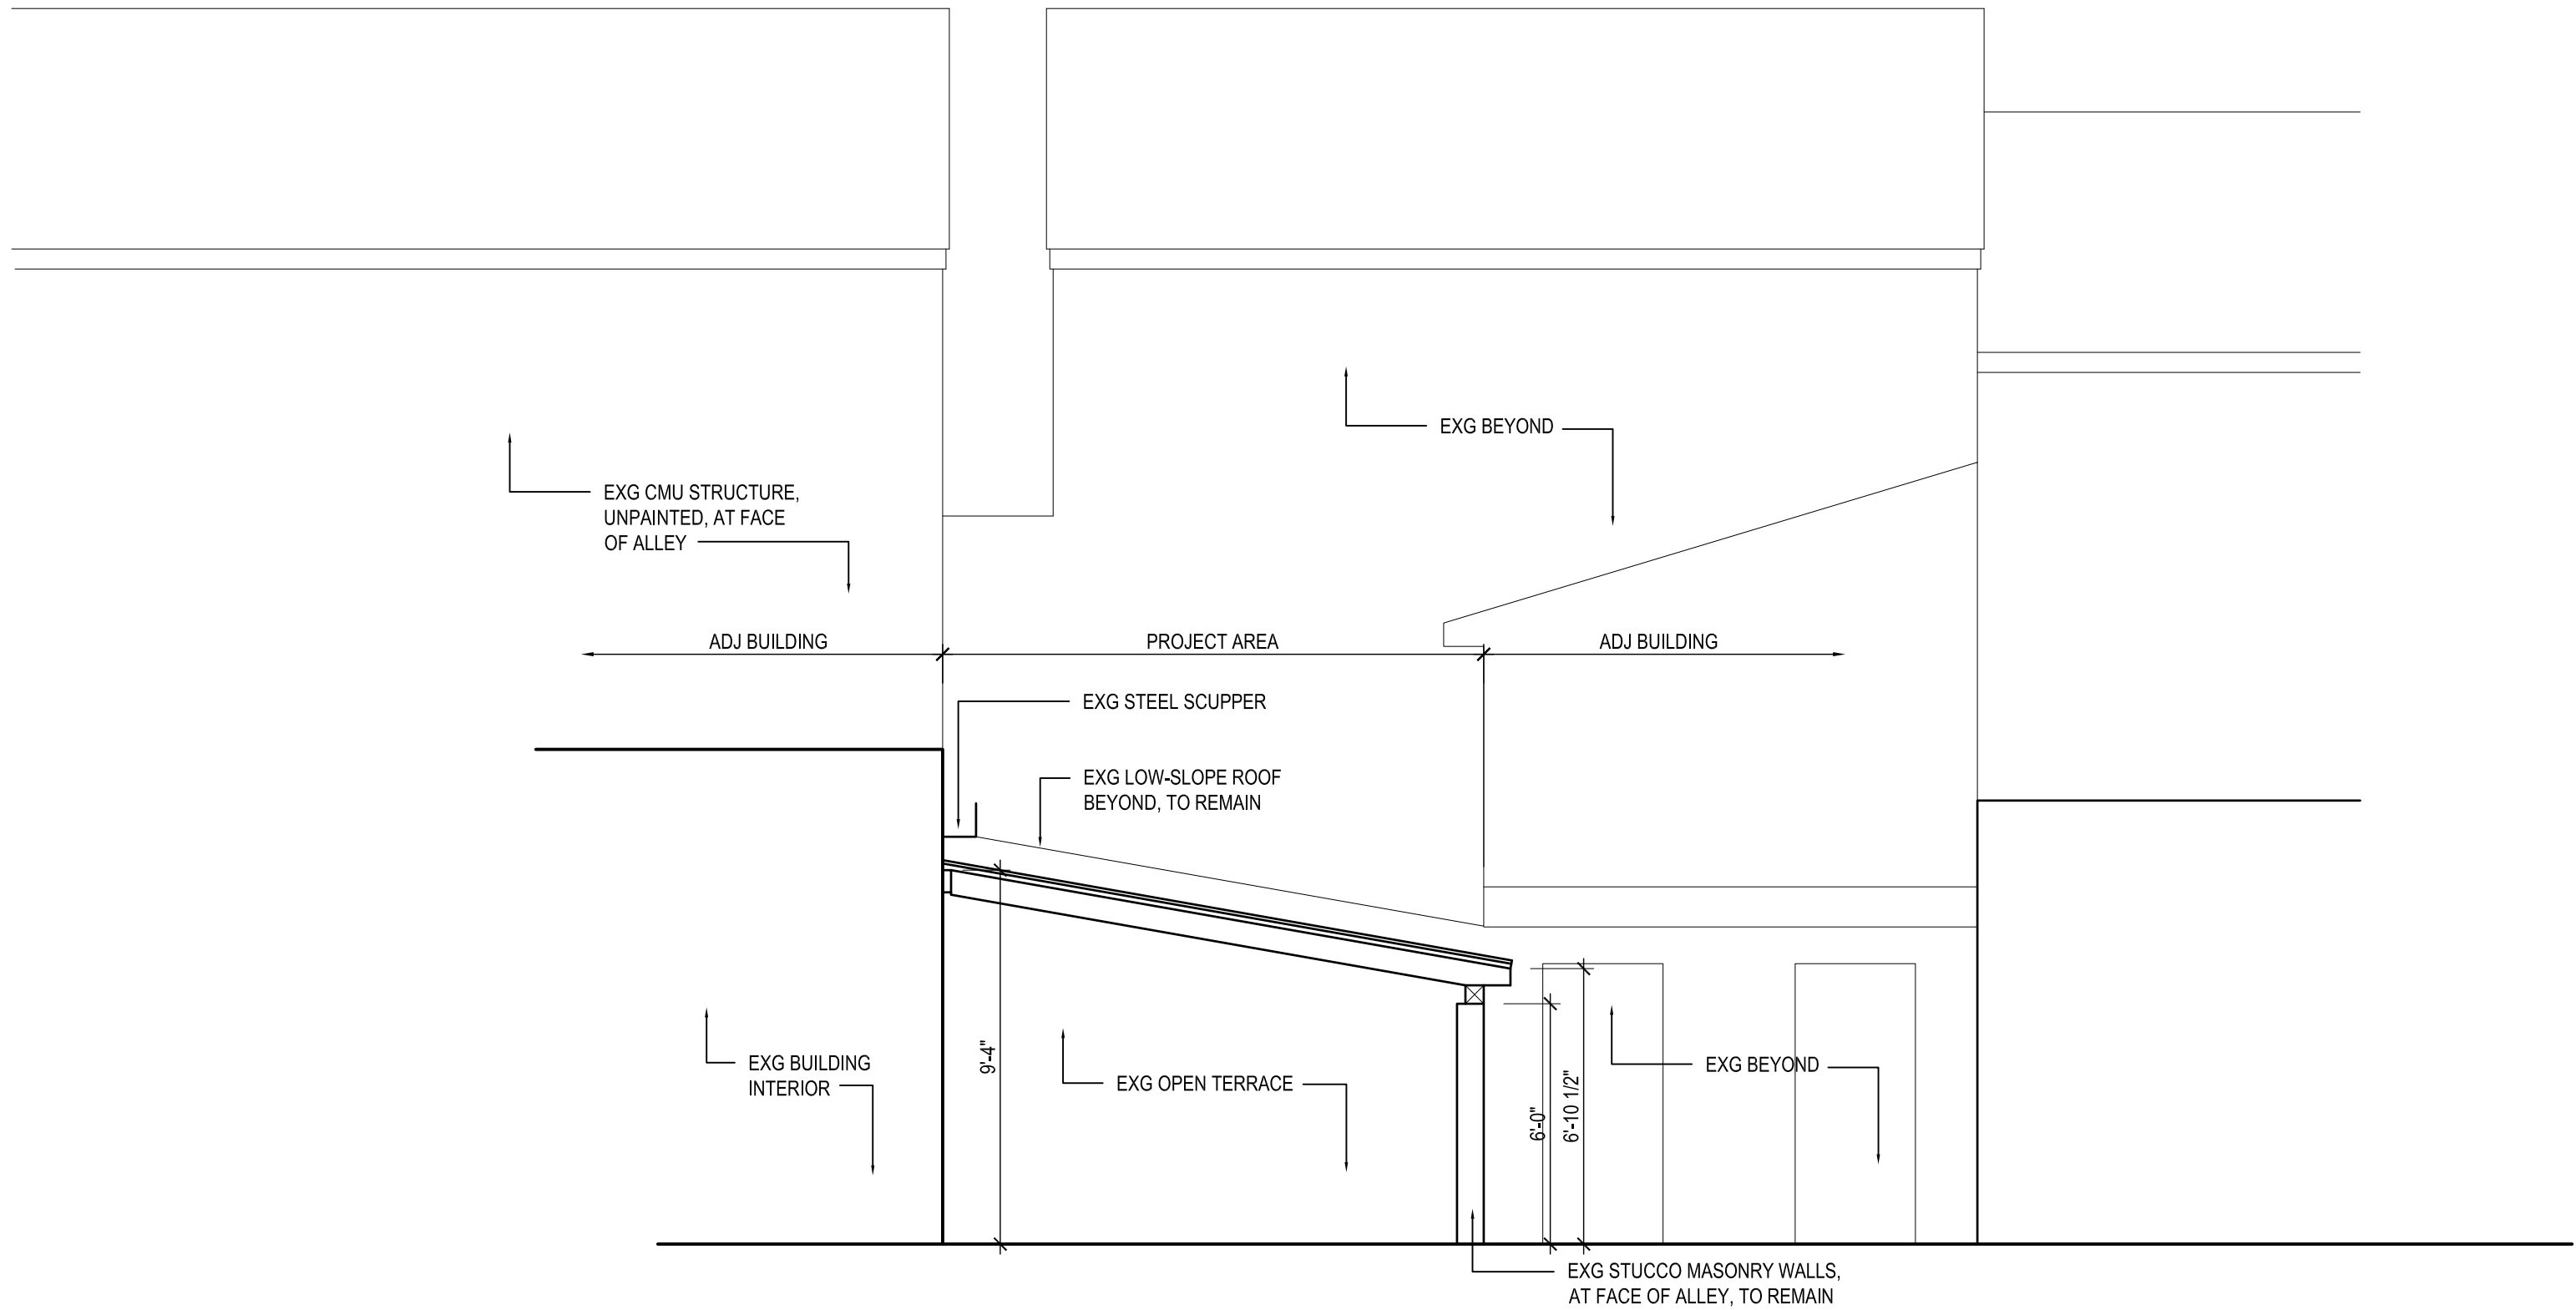 EXG BEYOND
EXG CMU STRUCTURE,
UNPAINTED, AT FACE
OF ALLEY
ADJ BUILDING
PROJECT AREA
ADJ BUILDING
EXG STEEL SCUPPER
EXG LOW-SLOPE ROOF
BEYOND, TO REMAIN
EXG BUILDING
INTERIOR
9'-4"
EXG OPEN TERRACE
6'-0"
6'-10 1/2"
EXG BEYOND
EXG STUCCO MASONRY WALLS,
AT FACE OF ALLEY, TO REMAIN